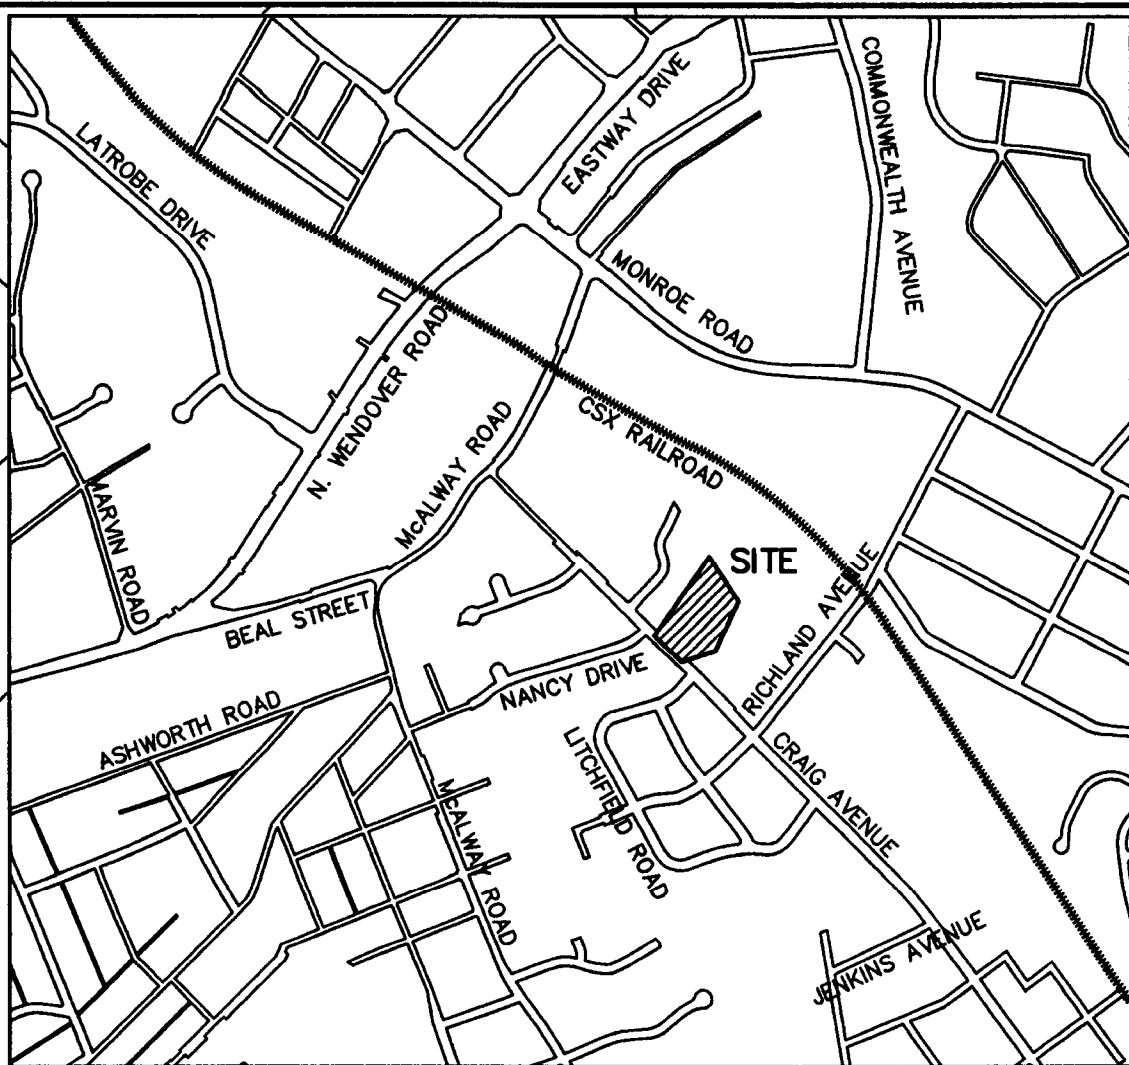 COMMONWEALTH AVENUE
EASTWAY DRIVE
LATROBE DRIVE
MONROE ROAD
N. WENDOVER ROAD
CSX RAILROAD
McALWAY ROAD
MARVIN ROAD
SITE
RICHLAND AVENUE
BEAL STREET
NANCY DRIVE
ASHWORTH ROAD
LITCHFIELD ROAD
CRAIG AVENUE
McALWAY ROAD
JENKINS AVENUE